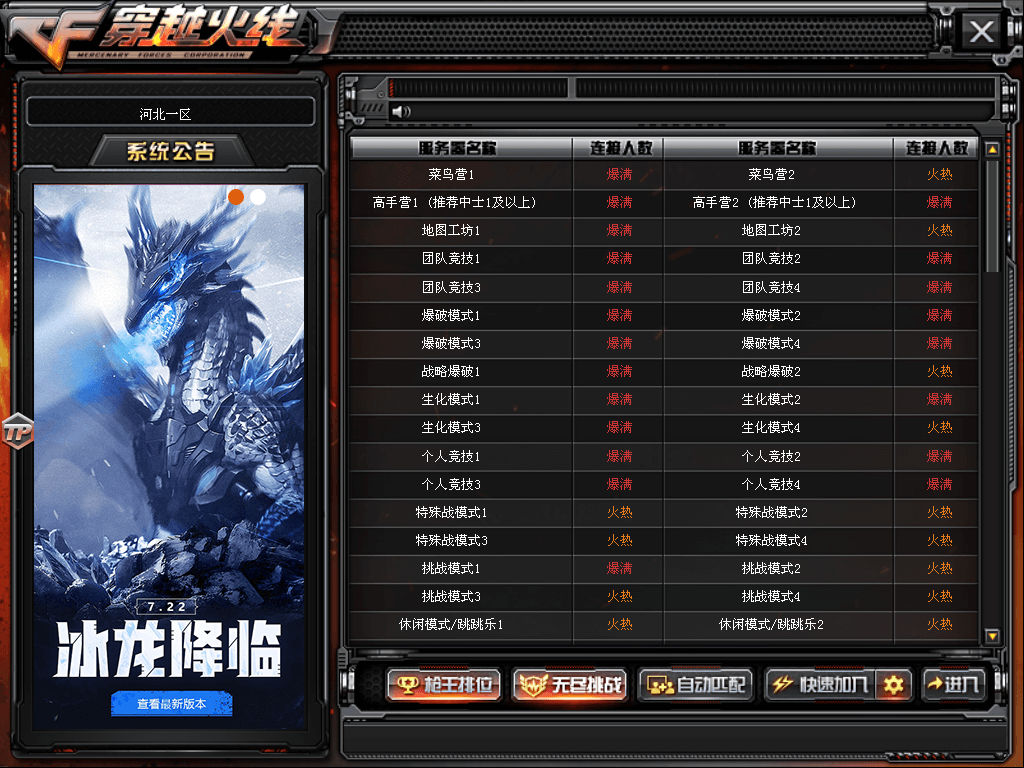 CF 穿越火线
MERCENARY FORCES CORPORATION
X
河北一区
系统公告
TP
7.22
冰龙降临
查看最新版本
服务器名称 连接人数 服务器名称 连接人数
菜鸟营1 爆满 菜鸟营2 火热
高手营1（推荐中士1及以上） 爆满 高手营2（推荐中士1及以上） 爆满
地图工坊1 爆满 地图工坊2 火热
团队竞技1 爆满 团队竞技2 爆满
团队竞技3 爆满 团队竞技4 爆满
爆破模式1 爆满 爆破模式2 爆满
爆破模式3 爆满 爆破模式4 爆满
战略爆破1 爆满 战略爆破2 火热
生化模式1 爆满 生化模式2 爆满
生化模式3 爆满 生化模式4 火热
个人竞技1 爆满 个人竞技2 爆满
个人竞技3 爆满 个人竞技4 爆满
特殊战模式1 火热 特殊战模式2 火热
特殊战模式3 火热 特殊战模式4 火热
挑战模式1 爆满 挑战模式2 火热
挑战模式3 火热 挑战模式4 火热
休闲模式/跳跳乐1 火热 休闲模式/跳跳乐2 火热
枪王排位 无尽挑战 自动匹配 快速加入 进入